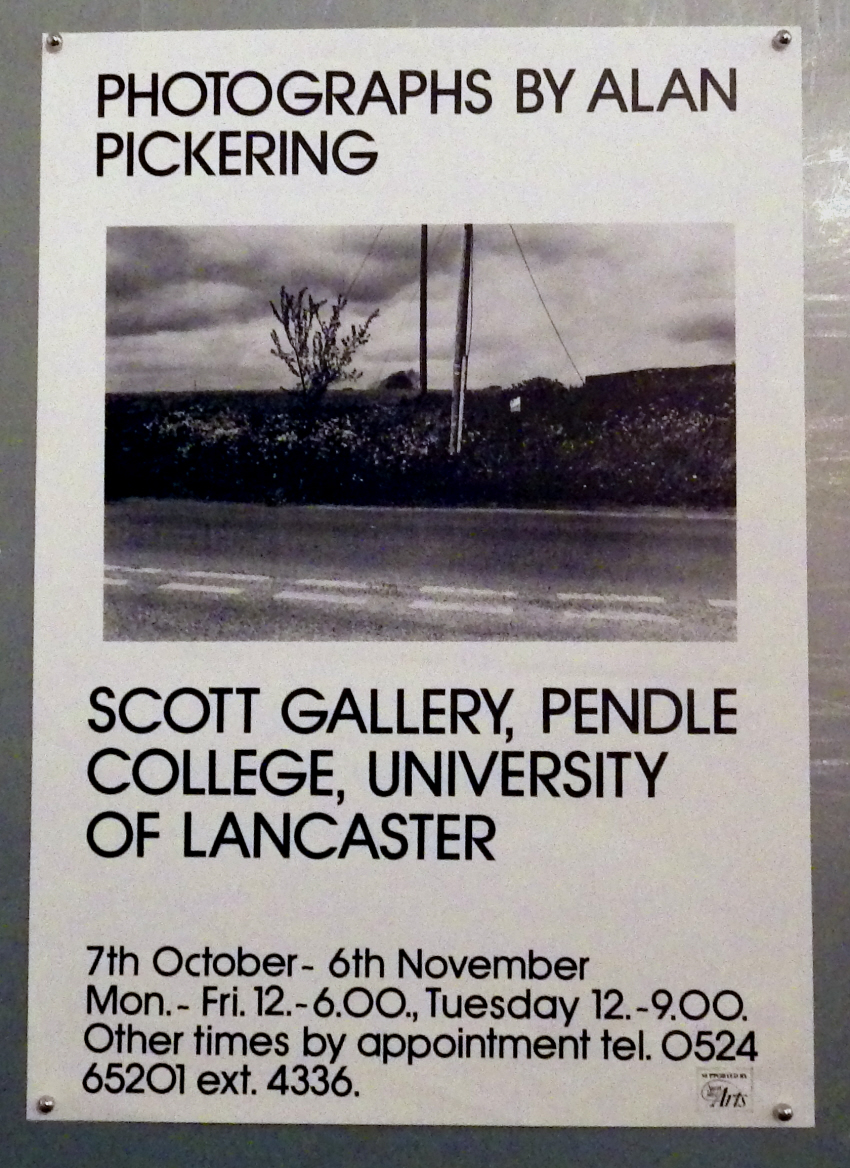 PHOTOGRAPHS BY ALAN
PICKERING
SCOTT GALLERY, PENDLE
COLLEGE, UNIVERSITY
OF LANCASTER
7th October- 6th November
Mon.- Fri. 12.-6.00., Tuesday 12.-9.00.
Other times by appointment tel. 0524
65201 ext. 4336.
Arts